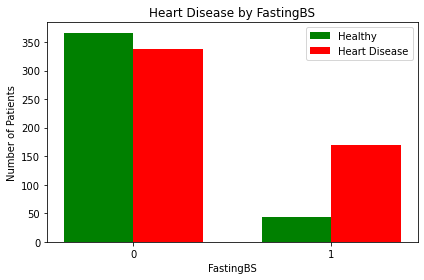 Heart Disease by FastingBS
Healthy
Heart Disease
Number of Patients
350
300
250
200
150
100
50
0
0
1
FastingBS